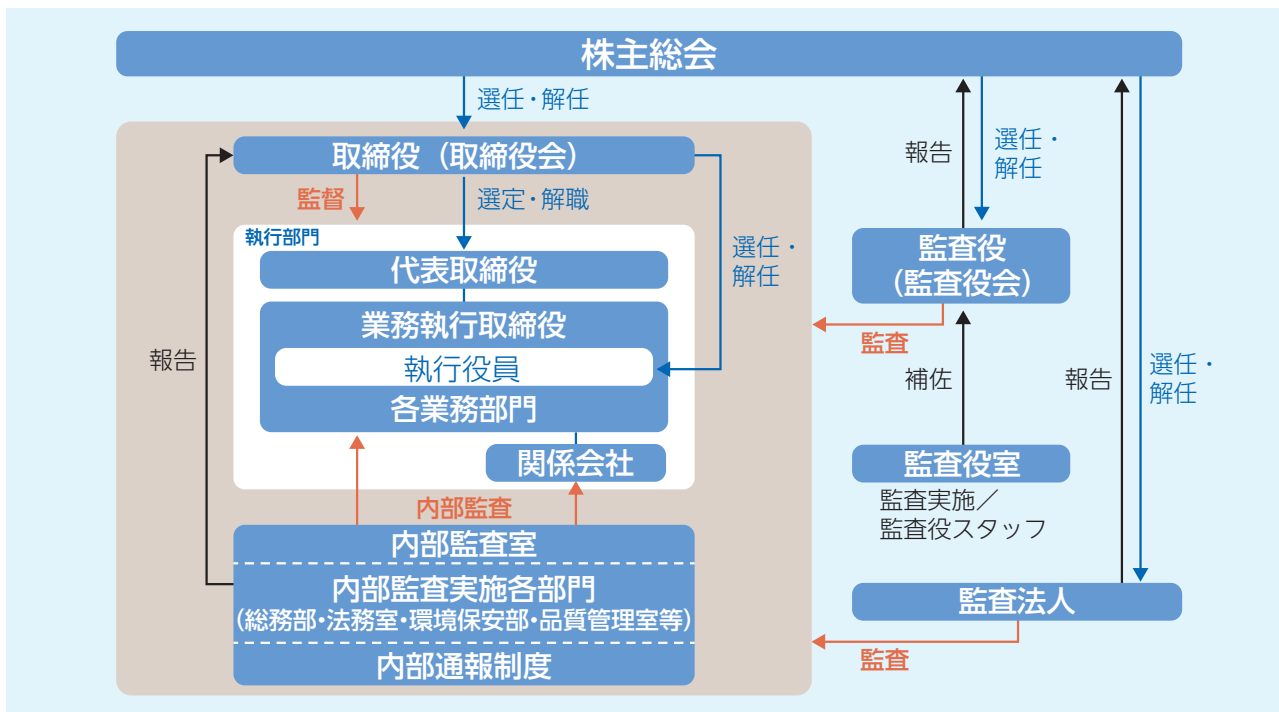 株主総会
選任・解任
取締役（取締役会）
監督
選定・解職
執行部門
代表取締役
業務執行取締役
執行役員
各業務部門
関係会社
選任・
解任
報告
内部監査
内部監査室
内部監査実施各部門
（総務部・法務室・環境保安部・品質管理室等）
内部通報制度
報告
選任・
解任
監査役
（監査役会）
監査
補佐
監査役室
監査実施／
監査役スタッフ
報告
選任・
解任
監査法人
監査